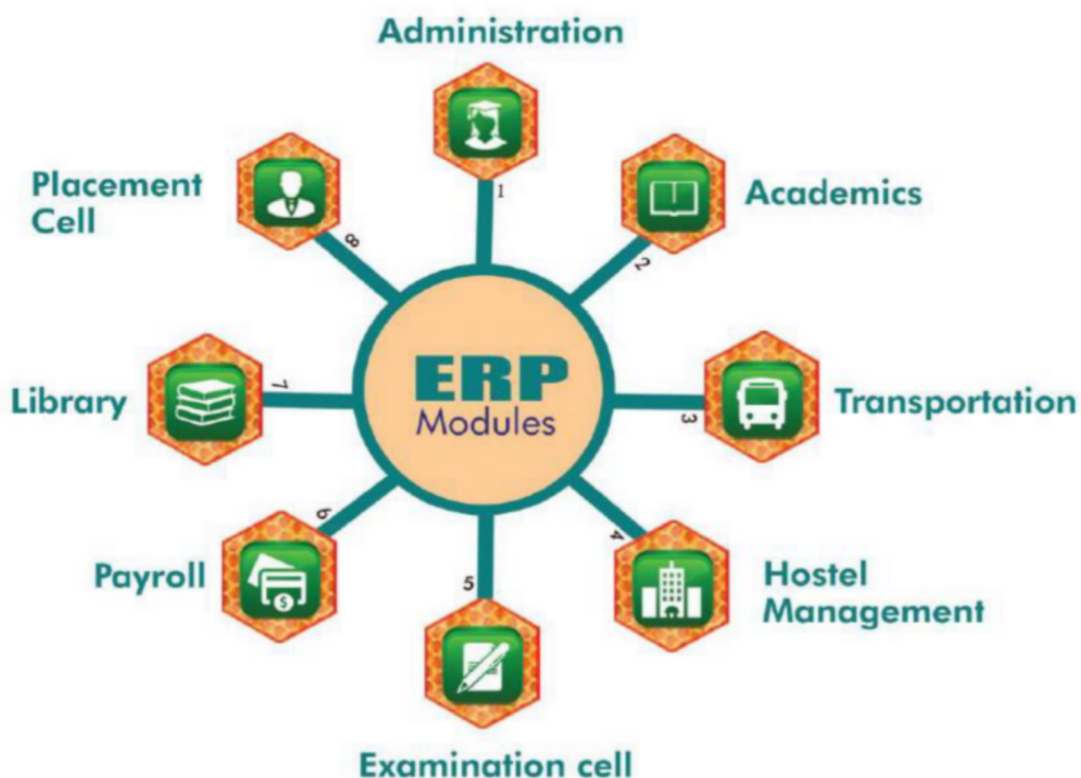 Administration
1
Academics
2
Transportation
3
Hostel
Management
4
Examination cell
5
Payroll
6
Library
7
Placement
Cell
8
ERP
Modules
$